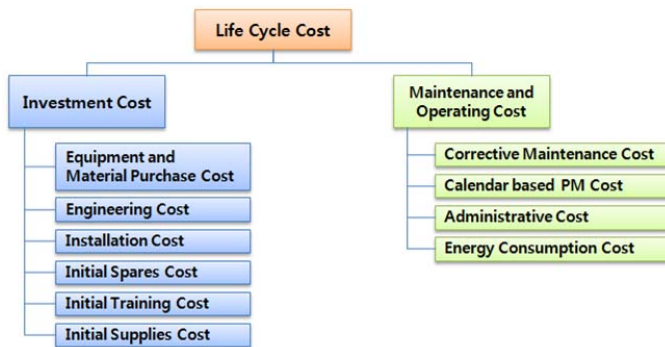 Life Cycle Cost
Investment Cost
Equipment and
Material Purchase Cost
Engineering Cost
Installation Cost
Initial Spares Cost
Initial Training Cost
Initial Supplies Cost
Maintenance and
Operating Cost
Corrective Maintenance Cost
Calendar based PM Cost
Administrative Cost
Energy Consumption Cost